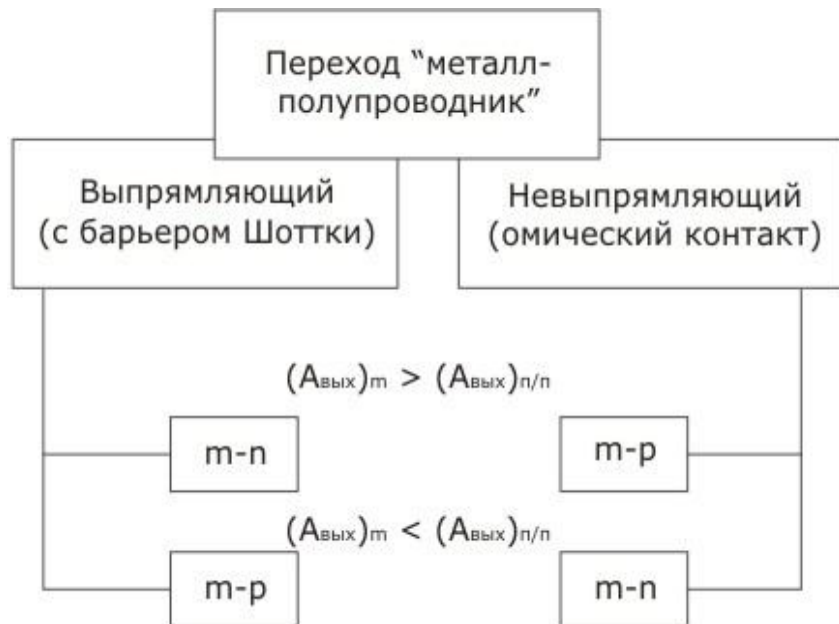 Переход “металл-
полупроводник”
Выпрямляющий
(с барьером Шоттки)
Невыпрямляющий
(омический контакт)
(Aвых)m > (Aвых)п/п
m-n
m-p
(Aвых)m < (Aвых)п/п
m-p
m-n